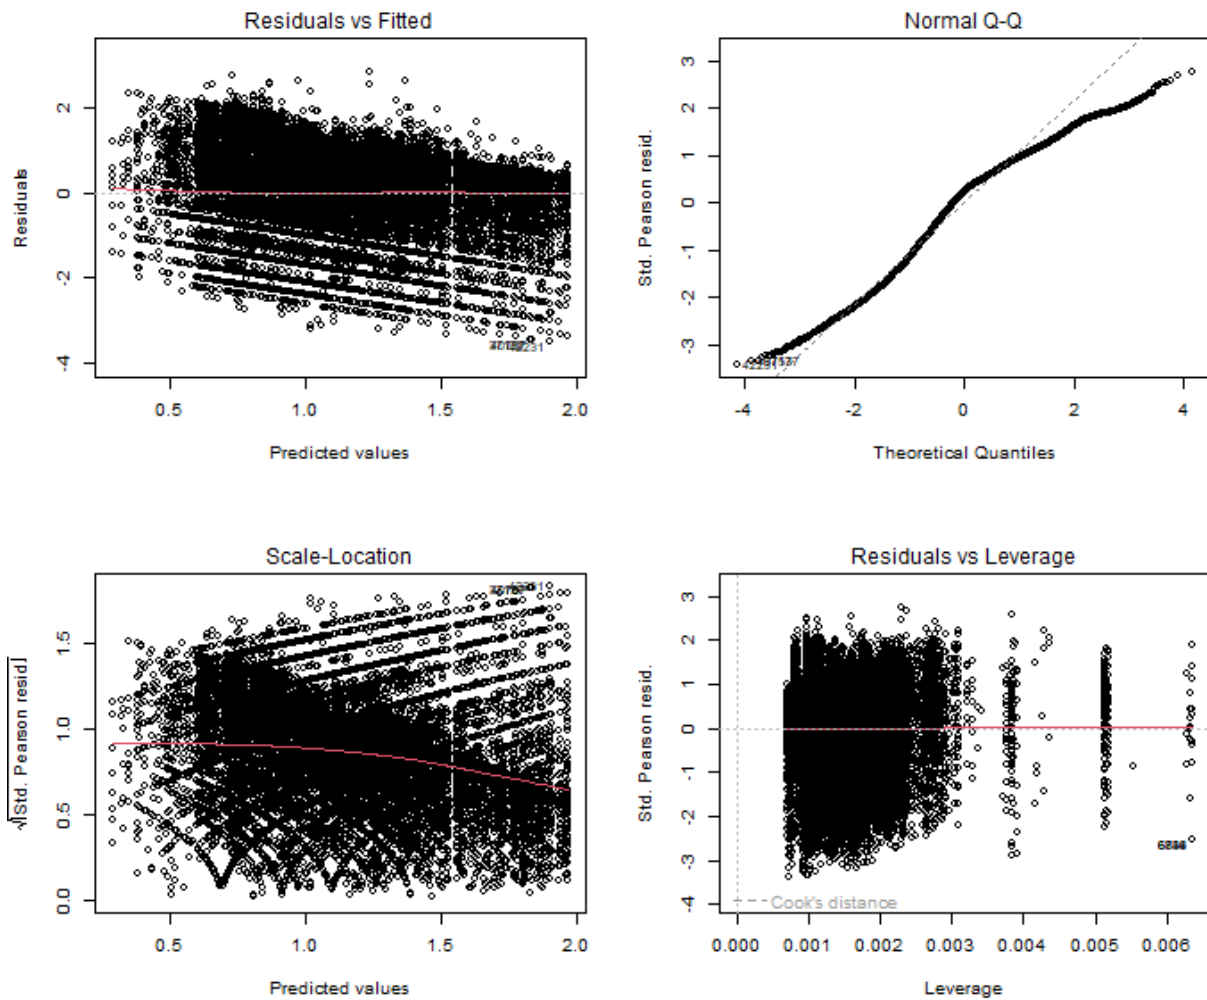 Residuals vs Fitted
Residuals
2
0
-2
-4
0.5 1.0 1.5 2.0
Predicted values
Normal Q-Q
Std. Pearson resid.
3
2
1
0
-1
-2
-3
-4 -2 0 2 4
Theoretical Quantiles
Scale-Location
√|Std. Pearson resid.|
1.5
1.0
0.5
0.0
0.5 1.0 1.5 2.0
Predicted values
Residuals vs Leverage
Std. Pearson resid.
3
2
1
0
-1
-2
-3
-4
Cook's distance
0.000 0.001 0.002 0.003 0.004 0.005 0.006
Leverage